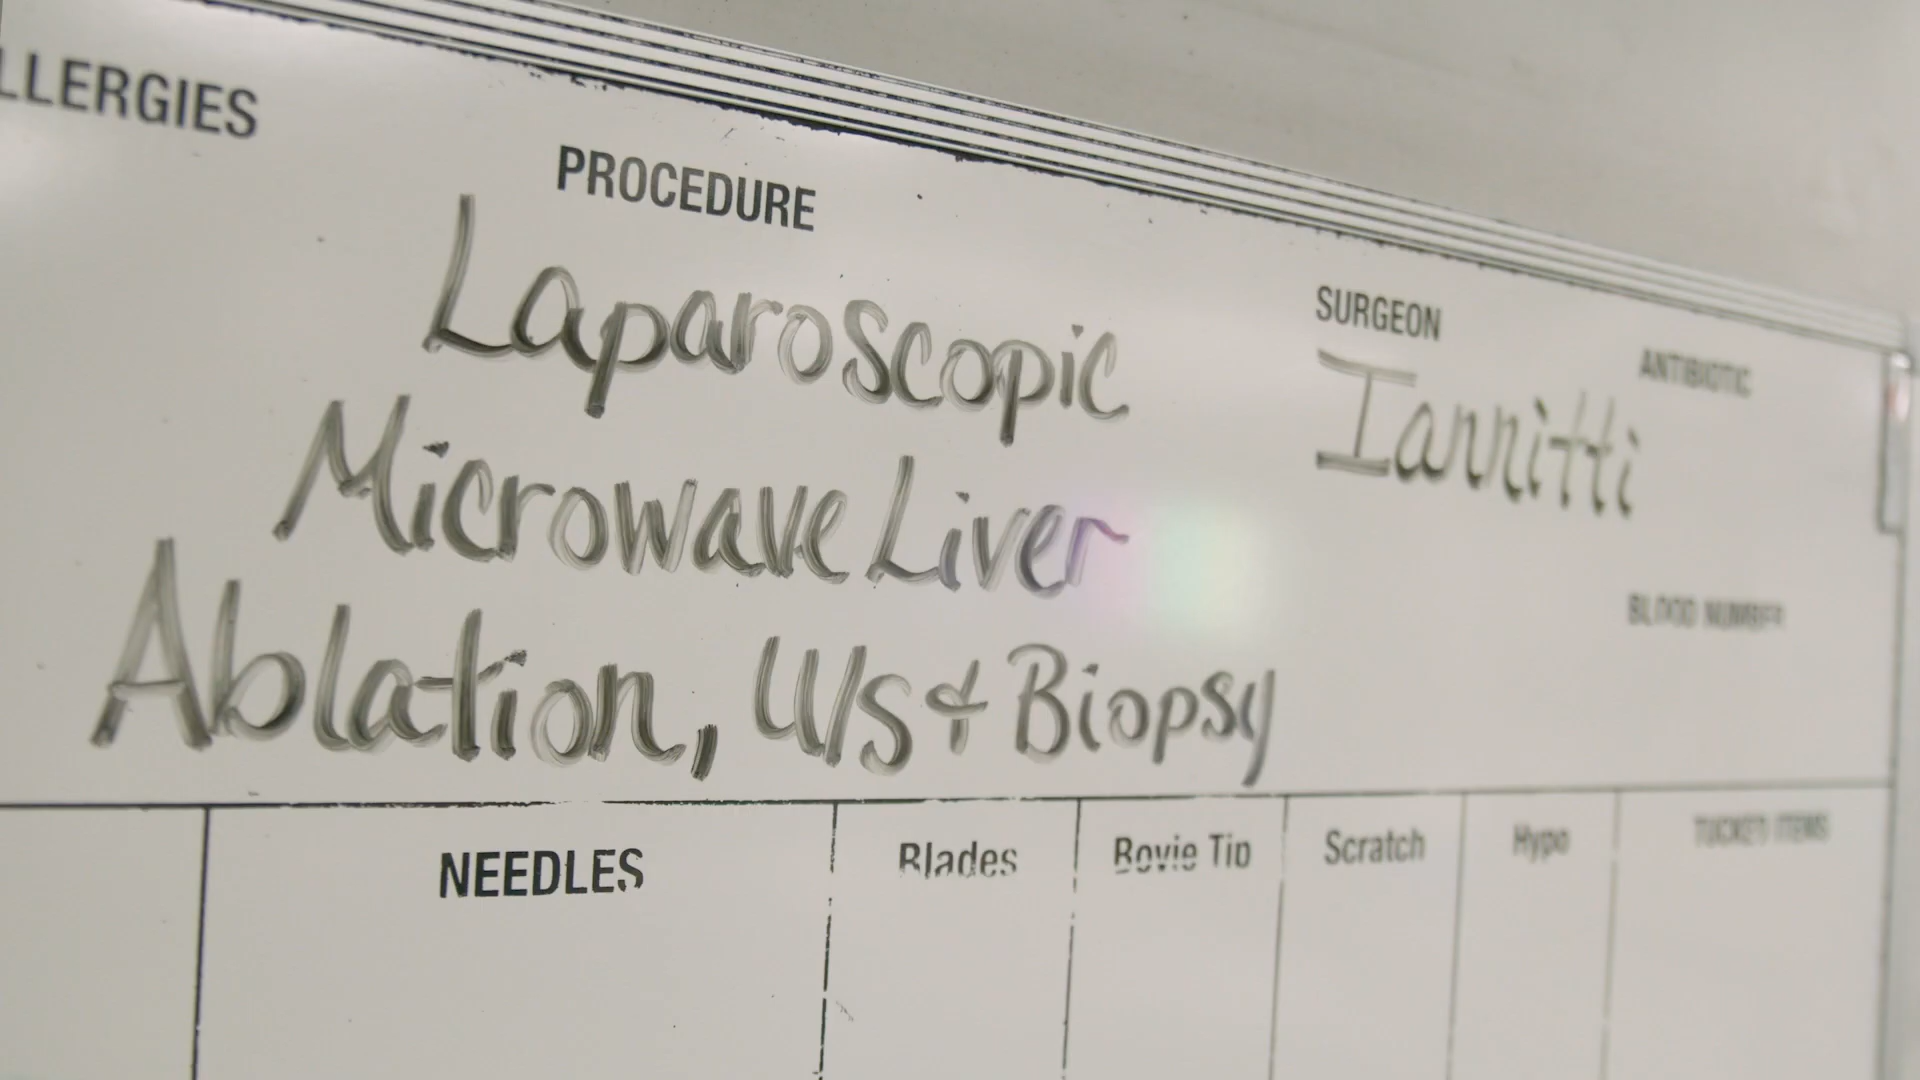 LLERGIES
PROCEDURE
Laparoscopic
Microwave Liver
Ablation, U/S & Biopsy
SURGEON
Iannitti
ANTIBIOTIC
BLOOD NUMBER
NEEDLES
Blades
Bovie Tip
Scratch
Hypo
TUCKED ITEMS